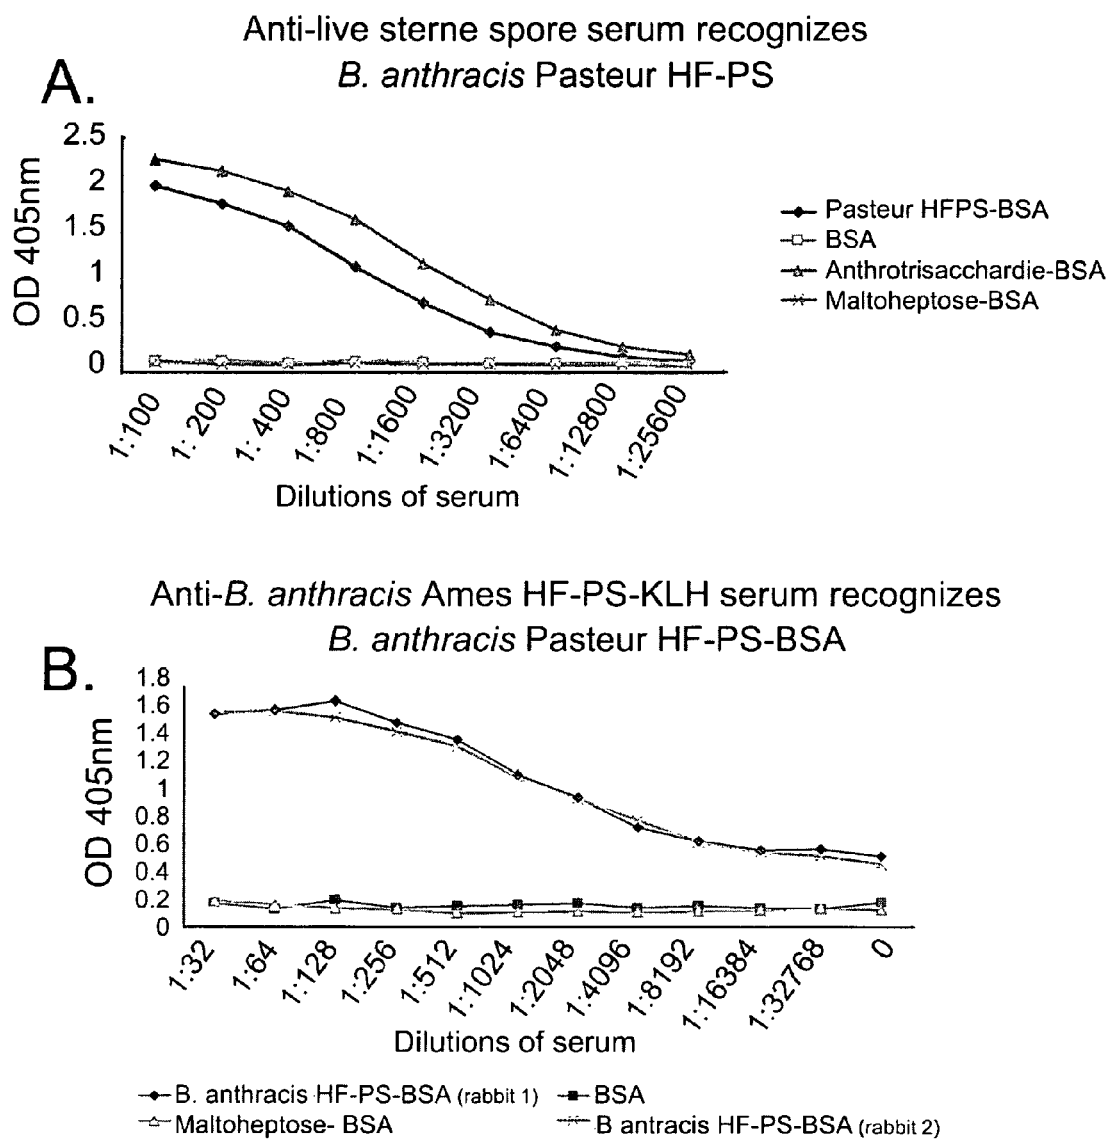 Anti-live sterne spore serum recognizes
B. anthracis Pasteur HF-PS
A.
2.5
2
1.5
1
0.5
0
OD 405nm
1:100
1: 200
1: 400
1:800
1:1600
1:3200
1:6400
1:12800
1:25600
Dilutions of serum
Pasteur HFPS-BSA
BSA
Anthrotrisacchardie-BSA
Maltoheptose-BSA
Anti-B. anthracis Ames HF-PS-KLH serum recognizes
B. anthracis Pasteur HF-PS-BSA
B.
1.8
1.6
1.4
1.2
1
0.8
0.6
0.4
0.2
0
OD 405nm
1:32
1:64
1:128
1:256
1:512
1:1024
1:2048
1:4096
1:8192
1:16384
1:32768
0
Dilutions of serum
B. anthracis HF-PS-BSA (rabbit 1) BSA
Maltoheptose- BSA B antracis HF-PS-BSA (rabbit 2)